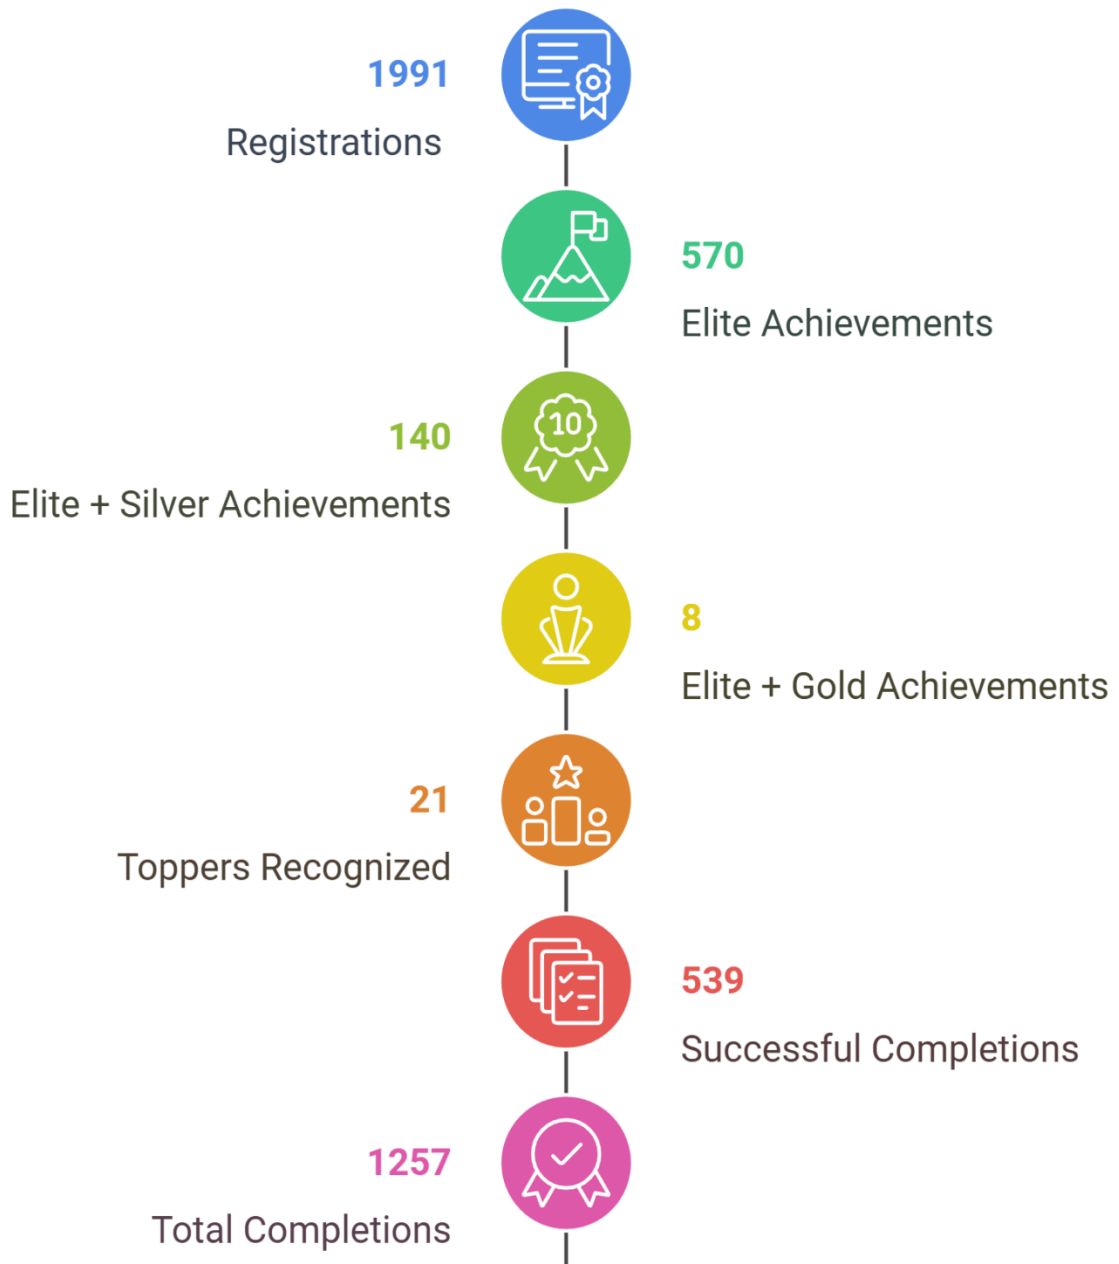 1991
Registrations
570
Elite Achievements
10
140
Elite + Silver Achievements
8
Elite + Gold Achievements
21
Toppers Recognized
539
Successful Completions
1257
Total Completions